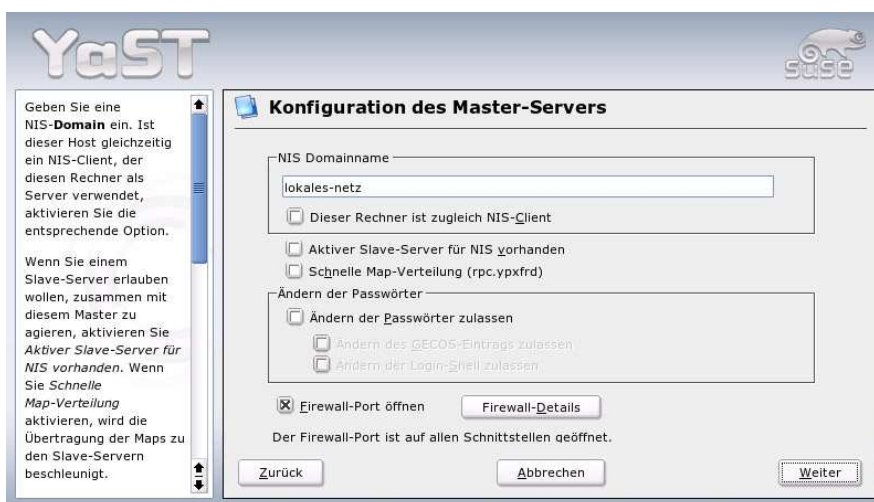 YaST
suse
Geben Sie eine
NIS-Domain ein. Ist
dieser Host gleichzeitig
ein NIS-Client, der
diesen Rechner als
Server verwendet,
aktivieren Sie die
entsprechende Option.
Wenn Sie einem
Slave-Server erlauben
wollen, zusammen mit
diesem Master zu
agieren, aktivieren Sie
Aktiver Slave-Server für
NIS vorhanden. Wenn
Sie Schnelle
Map-Verteilung
aktivieren, wird die
Übertragung der Maps zu
den Slave-Servern
beschleunigt.
Konfiguration des Master-Servers
NIS Domainname
lokales-netz
Dieser Rechner ist zugleich NIS-Client
Aktiver Slave-Server für NIS vorhanden
Schnelle Map-Verteilung (rpc.ypxfrd)
Ändern der Passwörter
Ändern der Passwörter zulassen
Ändern des GECOS-Eintrags zulassen
Ändern der Login-Shell zulassen
Firewall-Port öffnen
Firewall-Details
Der Firewall-Port ist auf allen Schnittstellen geöffnet.
Zurück
Abbrechen
Weiter